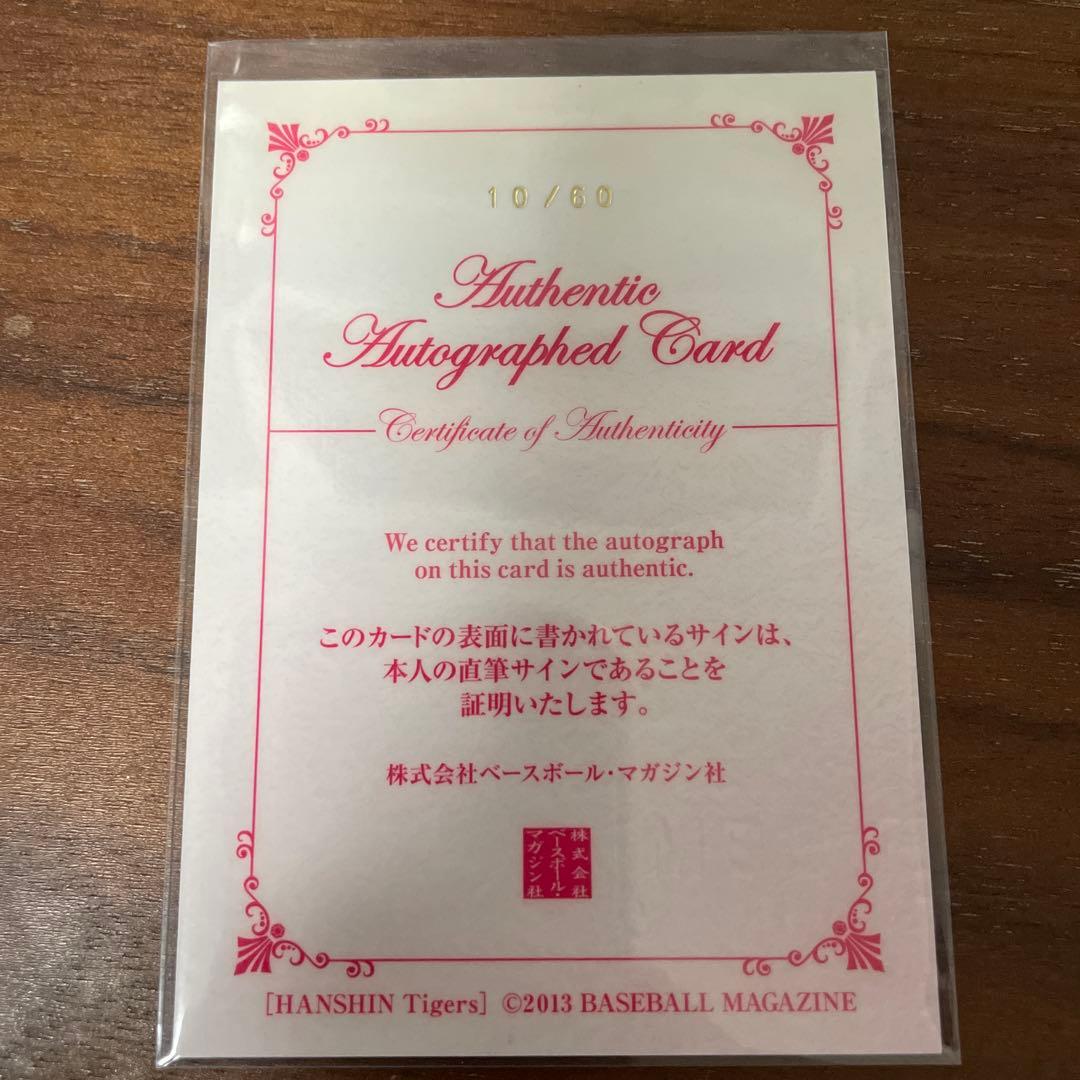 10/60
Authentic
Autographed Card
Certificate of Authenticity
We certify that the autograph
on this card is authentic.
このカードの表面に書かれているサインは、
本人の直筆サインであることを
証明いたします。
株式会社ベースボール・マガジン社
株式会社
ベースボール・
マガジン社
[HANSHIN Tigers] ©2013 BASEBALL MAGAZINE